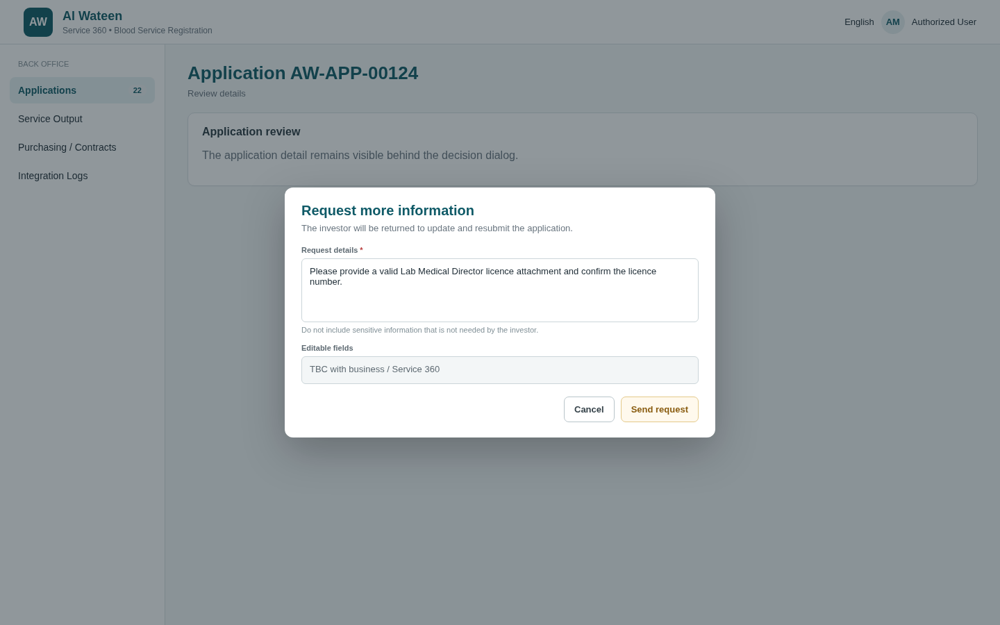 AW
Al Wateen
Service 360 • Blood Service Registration
English
AM
Authorized User
BACK OFFICE
Applications 22
Service Output
Purchasing / Contracts
Integration Logs
Application AW-APP-00124
Review details
Application review
The application detail remains visible behind the decision dialog.
Request more information
The investor will be returned to update and resubmit the application.
Request details *
Please provide a valid Lab Medical Director licence attachment and confirm the licence
number.
Do not include sensitive information that is not needed by the investor.
Editable fields
TBC with business / Service 360
Cancel
Send request